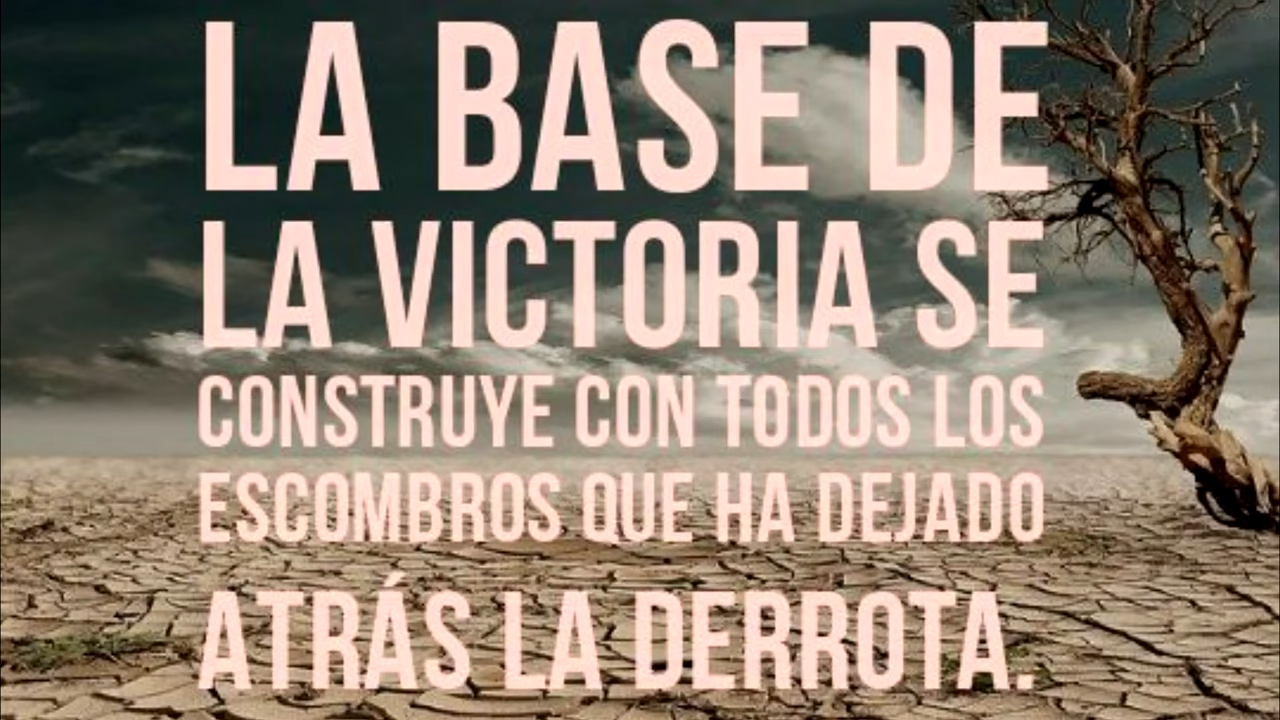 LA BASE DE
LA VICTORIA SE
CONSTRUYE CON TODOS LOS
ESCOMBROS QUE HA DEJADO
ATRÁS LA DERROTA.